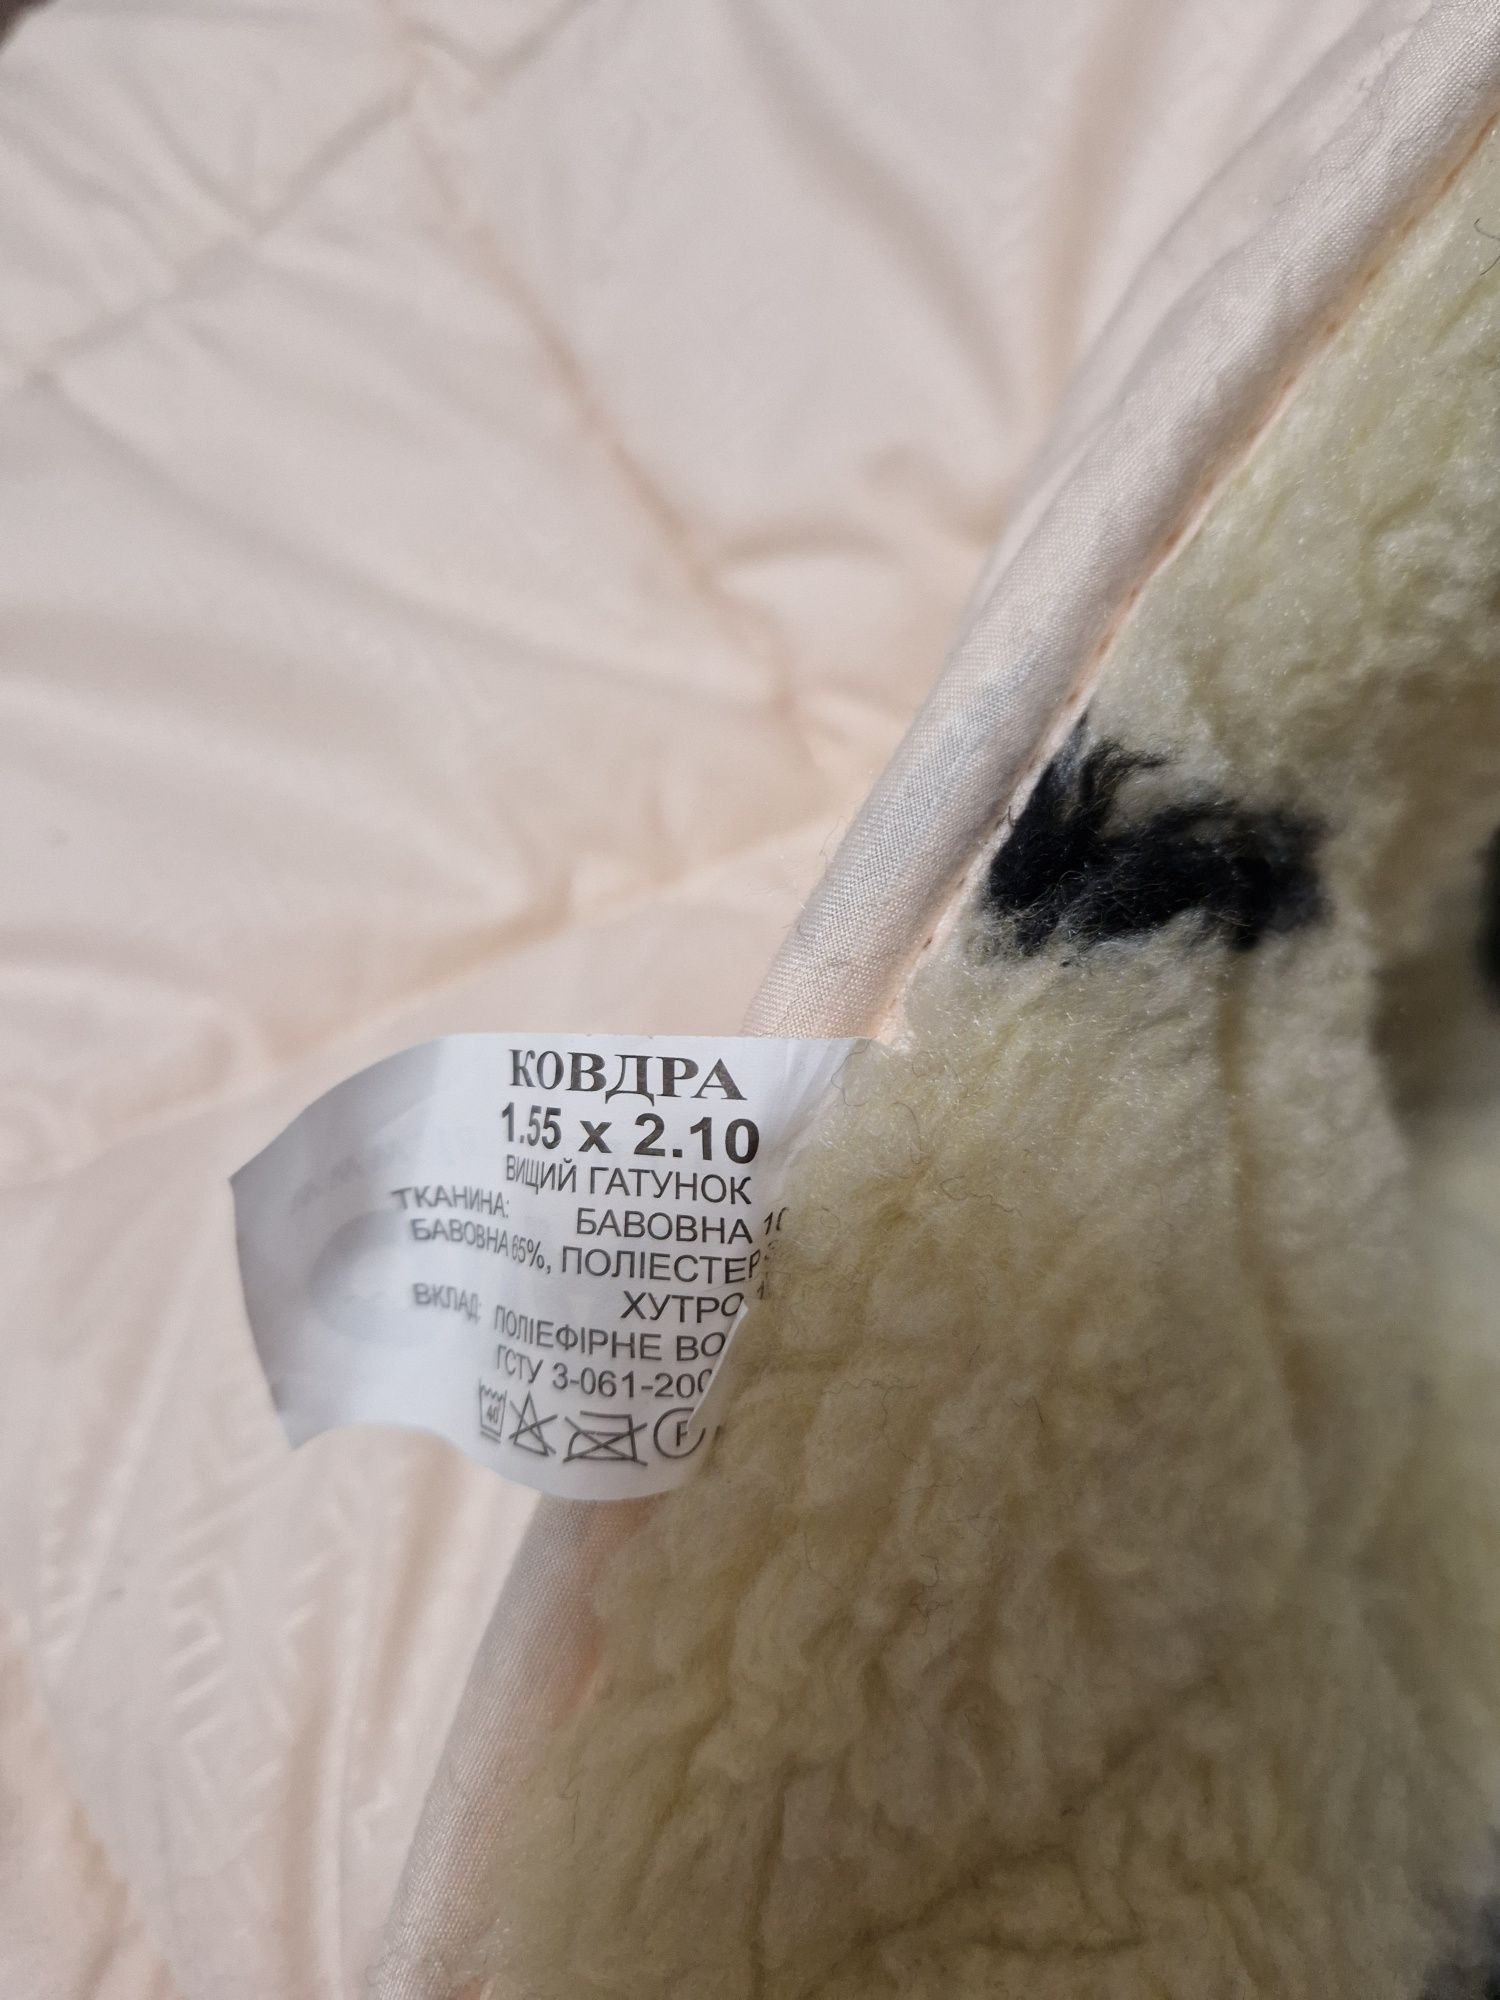 КОВДРА
1.55 х 2.10
ВИЩИЙ ГАТУНОК
ТКАНИНА: БАВОВНА
БАВОВНА 65%, ПОЛІЕСТЕР
ХУТРО
ВКЛАД: ПОЛІЕФІРНЕ
ГСТУ 3-061-200
40